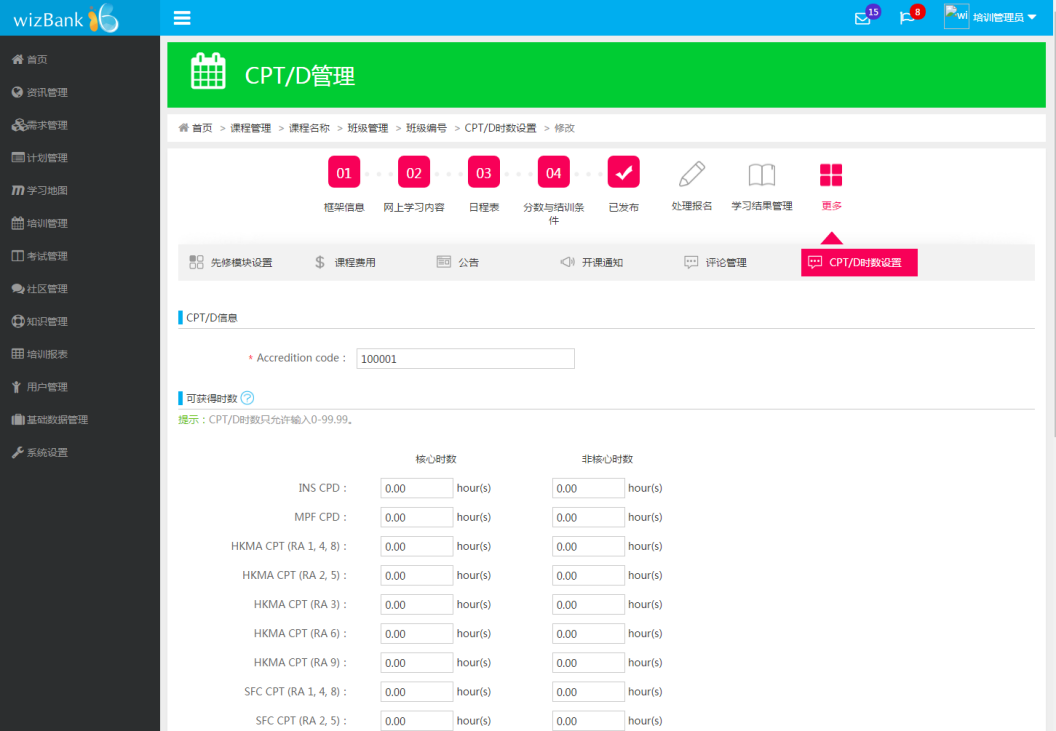 wizBank
15
8
wi
培训管理员
首页
资讯管理
需求管理
计划管理
学习地图
培训管理
考试管理
社区管理
知识管理
培训报表
用户管理
基础数据管理
系统设置
CPT/D管理
首页 > 课程管理 > 课程名称 > 班级管理 > 班级编号 > CPT/D时数设置 > 修改
01 02 03 04
框架信息 网上学习内容 日程表 分数与结训条件 已发布 处理报名 学习结果管理 更多
先修模块设置 课程费用 公告 开课通知 评论管理 CPT/D时数设置
CPT/D信息
* Accredition code : 100001
可获得时数 ?
提示：CPT/D时数只允许输入0-99.99。
核心时数 非核心时数
INS CPD : 0.00 hour(s) 0.00 hour(s)
MPF CPD : 0.00 hour(s) 0.00 hour(s)
HKMA CPT (RA 1, 4, 8) : 0.00 hour(s) 0.00 hour(s)
HKMA CPT (RA 2, 5) : 0.00 hour(s) 0.00 hour(s)
HKMA CPT (RA 3) : 0.00 hour(s) 0.00 hour(s)
HKMA CPT (RA 6) : 0.00 hour(s) 0.00 hour(s)
HKMA CPT (RA 9) : 0.00 hour(s) 0.00 hour(s)
SFC CPT (RA 1, 4, 8) : 0.00 hour(s) 0.00 hour(s)
SFC CPT (RA 2, 5) : 0.00 hour(s) 0.00 hour(s)